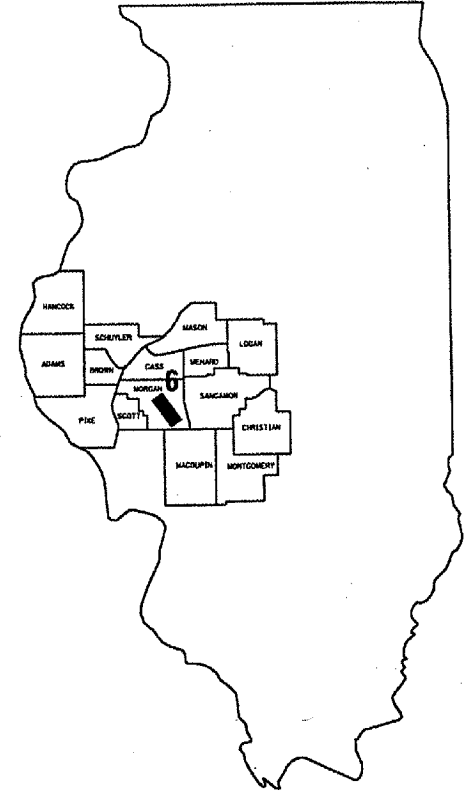 HANCOCK
MASON
SCHUYLER
LOGAN
ADAMS
BROWN
CASS
MENARD
6
MORGAN
SANGAMON
PIKE
SCOTT
CHRISTIAN
MACOUPIN
MONTGOMERY